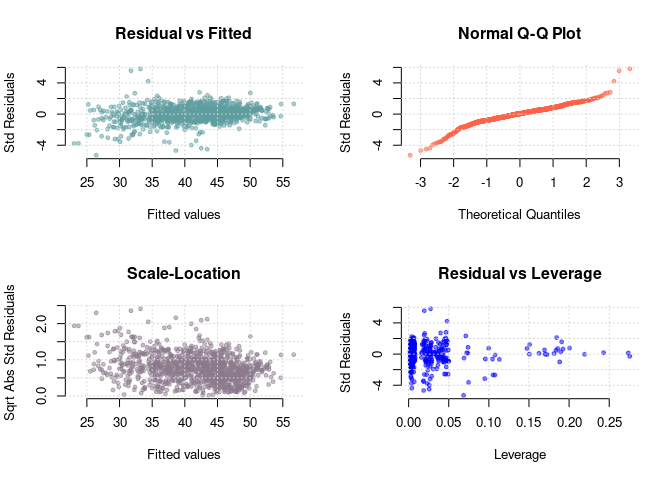 Residual vs Fitted
Std Residuals
4
0
-4
25 30 35 40 45 50 55
Fitted values
Normal Q-Q Plot
Std Residuals
4
0
-4
-3 -2 -1 0 1 2 3
Theoretical Quantiles
Scale-Location
Sqrt Abs Std Residuals
2.0
1.0
0.0
25 30 35 40 45 50 55
Fitted values
Residual vs Leverage
Std Residuals
4
0
-4
0.00 0.05 0.10 0.15 0.20 0.25
Leverage